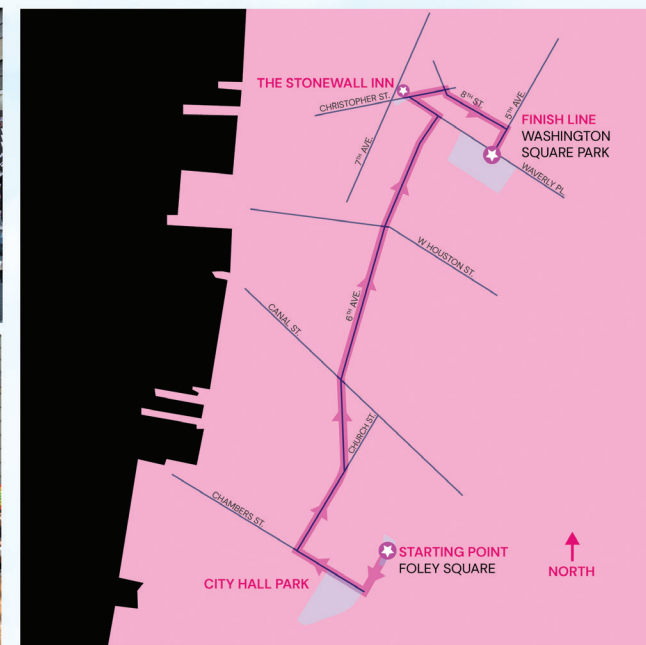 THE STONEWALL INN
CHRISTOPHER ST.
8TH ST.
5TH AVE.
7TH AVE.
FINISH LINE
WASHINGTON
SQUARE PARK
WAVERLY PL.
W HOUSTON ST.
6TH AVE.
CANAL ST.
CHURCH ST.
CHAMBERS ST.
STARTING POINT
FOLEY SQUARE
CITY HALL PARK
NORTH